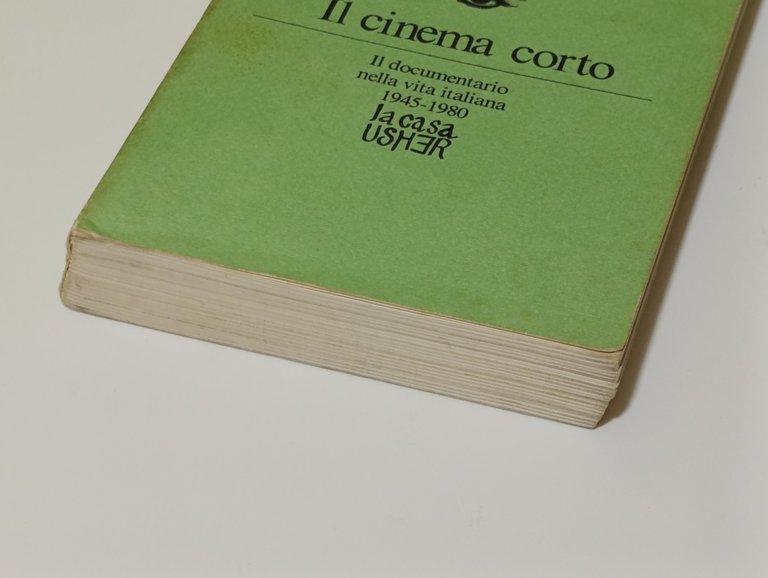 Il cinema corto
Il documentario
nella vita italiana
1945-1980
la casa
USHER